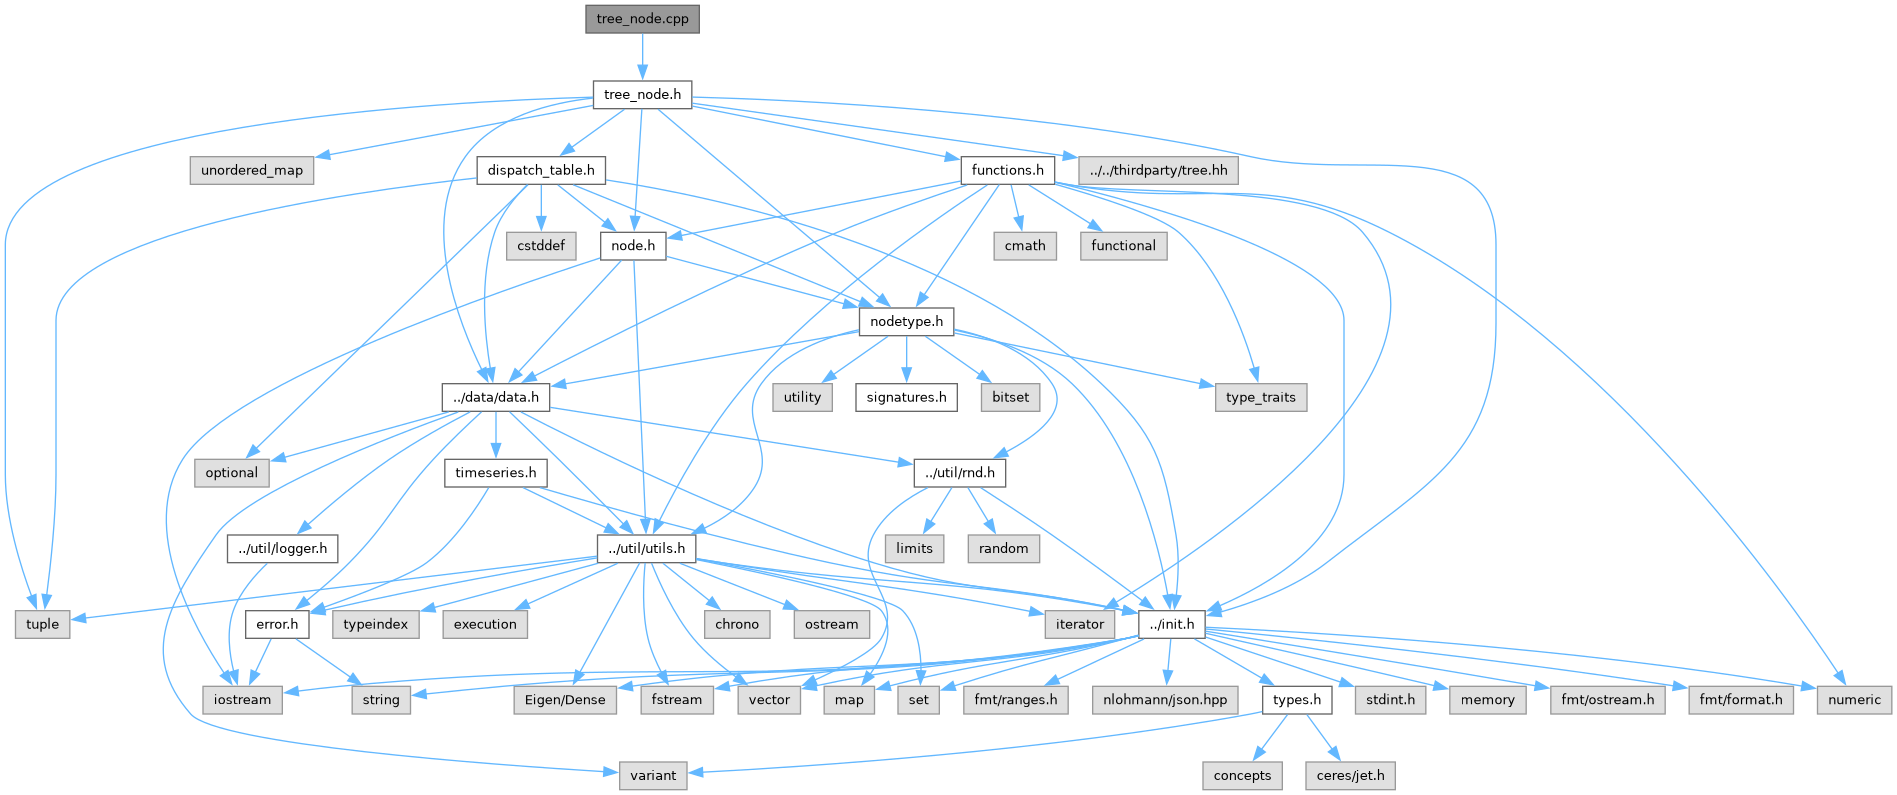 tree_node.cpp
tree_node.h
unordered_map
dispatch_table.h
functions.h
../../thirdparty/tree.hh
cstddef
node.h
cmath
functional
nodetype.h
../data/data.h
utility
signatures.h
bitset
type_traits
optional
timeseries.h
../util/rnd.h
../util/logger.h
../util/utils.h
limits
random
tuple
error.h
typeindex
execution
chrono
ostream
iterator
../init.h
iostream
string
Eigen/Dense
fstream
vector
map
set
fmt/ranges.h
nlohmann/json.hpp
types.h
stdint.h
memory
fmt/ostream.h
fmt/format.h
numeric
variant
concepts
ceres/jet.h